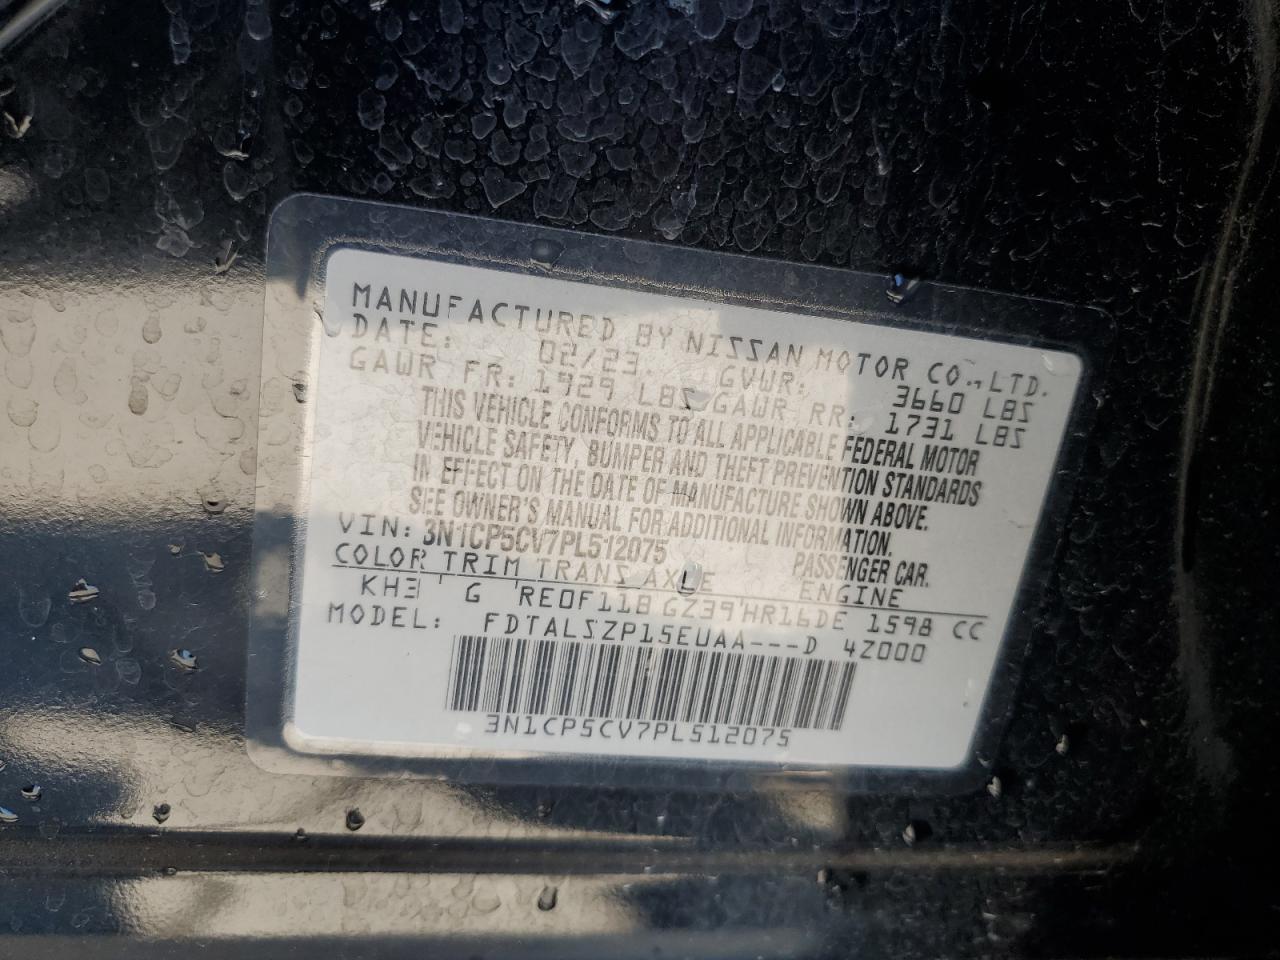 MANUFACTURED BY NISSAN MOTOR CO.,LTD.
DATE: 02/23 GVWR: 3660 LBS
GAWR FR: 1929 LBS GAWR RR: 1731 LBS
THIS VEHICLE CONFORMS TO ALL APPLICABLE FEDERAL MOTOR
VEHICLE SAFETY, BUMPER AND THEFT PREVENTION STANDARDS
IN EFFECT ON THE DATE OF MANUFACTURE SHOWN ABOVE.
SEE OWNER'S MANUAL FOR ADDITIONAL INFORMATION.
VIN: 3N1CP5CV7PL512075 PASSENGER CAR.
COLOR TRIM TRANS AXLE ENGINE
KH3 G RE0F11B GZ39 HR16DE 1598 CC
MODEL: FDTALSZP15EUAA---D 4Z000
3N1CP5CV7PL512075